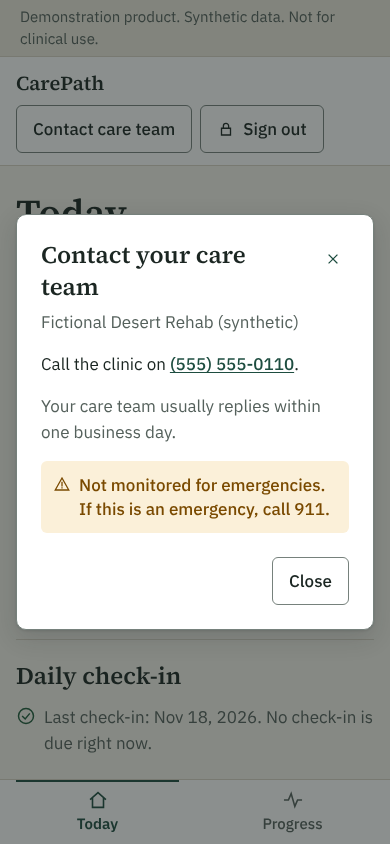 Demonstration product. Synthetic data. Not for
clinical use.
CarePath
Contact care team
Sign out
Today
Contact your care
team
Fictional Desert Rehab (synthetic)
Call the clinic on (555) 555-0110.
Your care team usually replies within
one business day.
Not monitored for emergencies.
If this is an emergency, call 911.
Close
Daily check-in
Last check-in: Nov 18, 2026. No check-in is
due right now.
Today
Progress